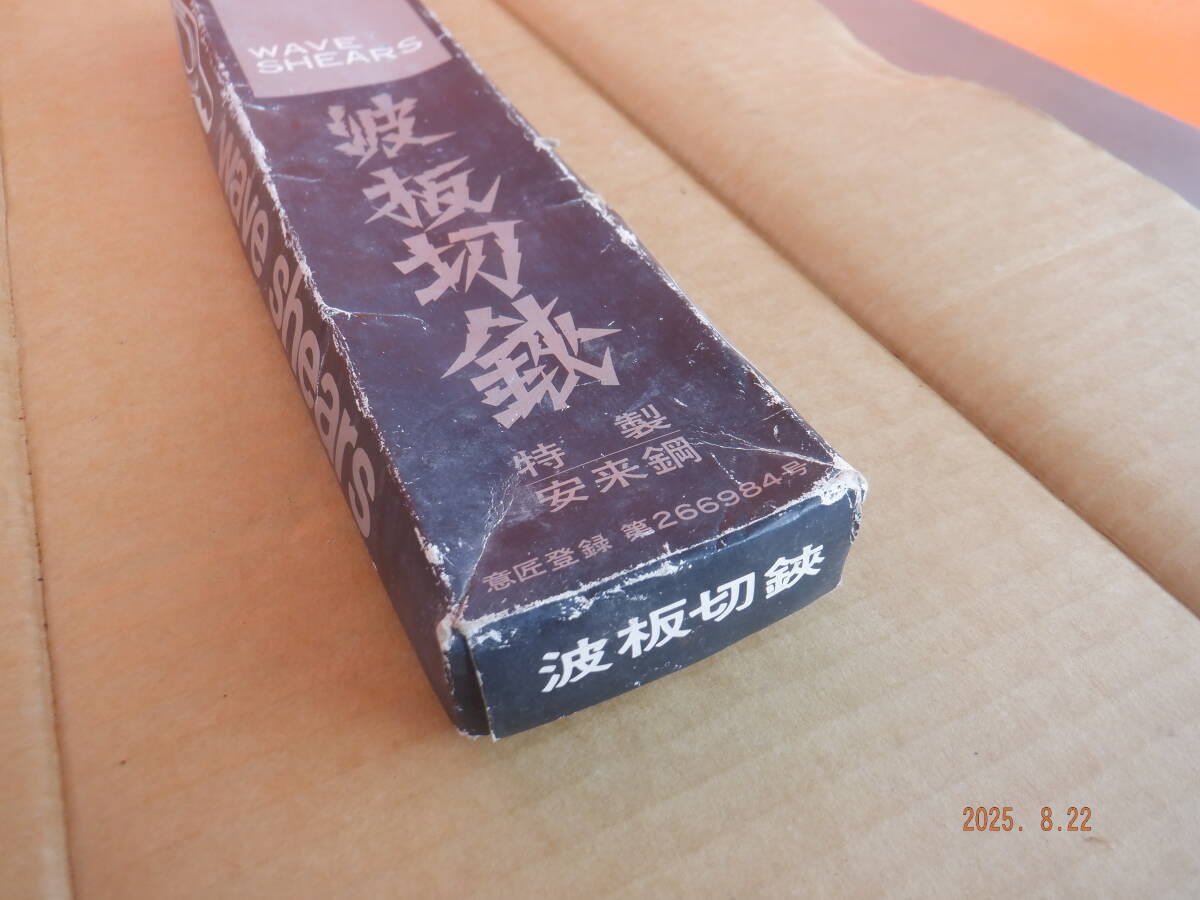 WAVE
SHEARS
波板切鋏
特製
安来鋼
意匠登録 第266984号
波板切鋏
wave shears
2025. 8.22